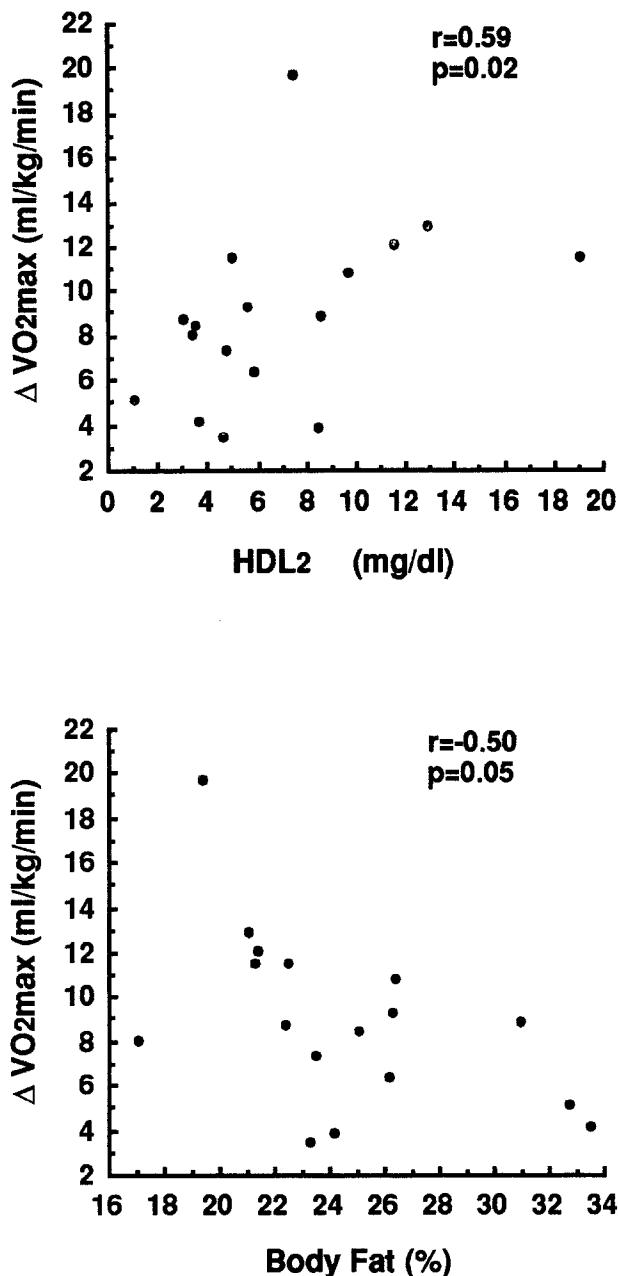 r=0.59
p=0.02
Δ VO2max (ml/kg/min)
22
20
18
16
14
12
10
8
6
4
2
0 2 4 6 8 10 12 14 16 18 20
HDL2 (mg/dl)
r=-0.50
p=0.05
Δ VO2max (ml/kg/min)
22
20
18
16
14
12
10
8
6
4
2
16 18 20 22 24 26 28 30 32 34
Body Fat (%)